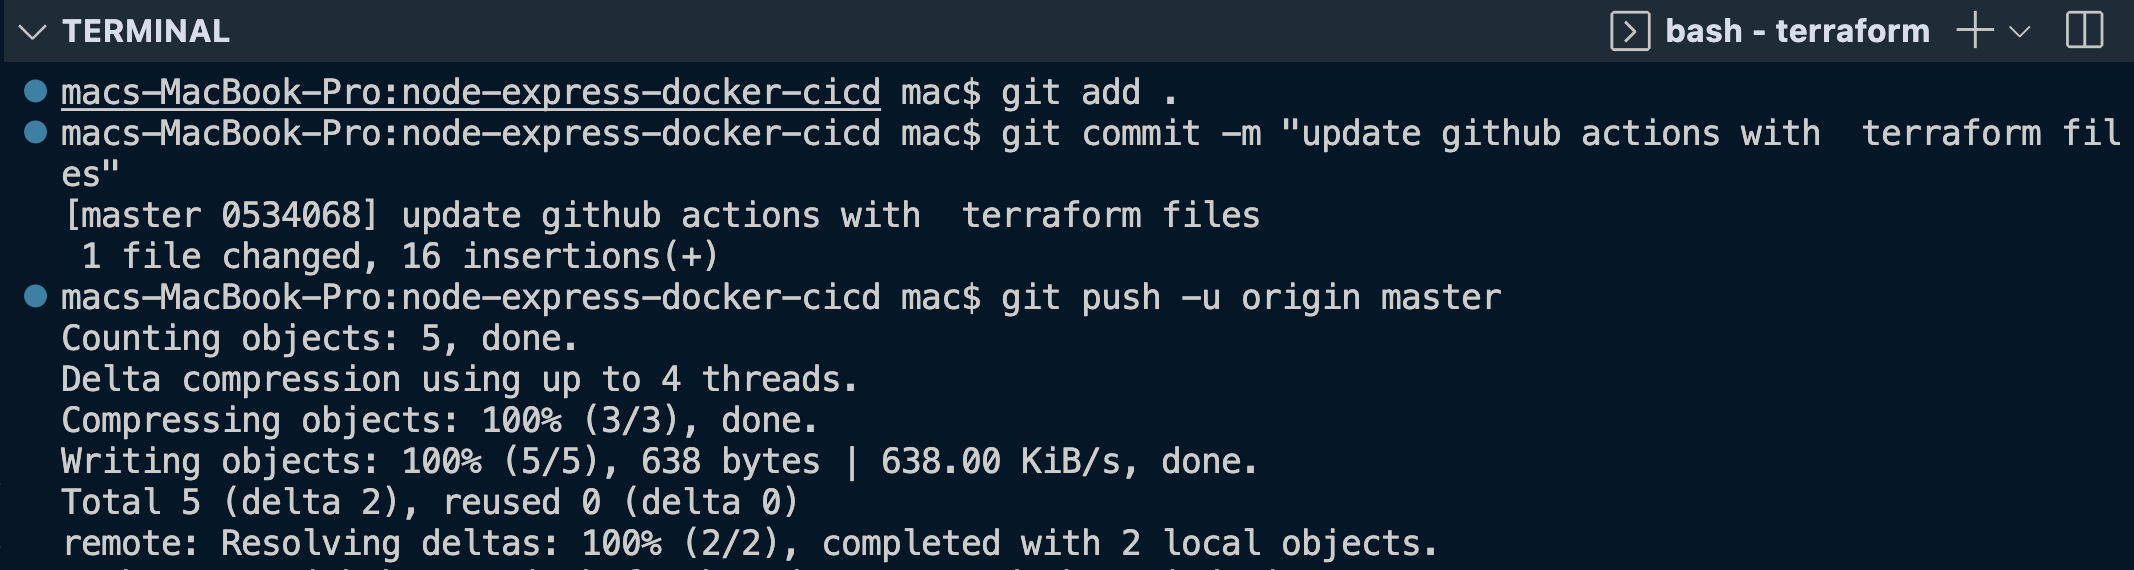 TERMINAL
bash - terraform
macs-MacBook-Pro:node-express-docker-cicd mac$ git add .
macs-MacBook-Pro:node-express-docker-cicd mac$ git commit -m "update github actions with  terraform fil
es"
[master 0534068] update github actions with  terraform files
 1 file changed, 16 insertions(+)
macs-MacBook-Pro:node-express-docker-cicd mac$ git push -u origin master
Counting objects: 5, done.
Delta compression using up to 4 threads.
Compressing objects: 100% (3/3), done.
Writing objects: 100% (5/5), 638 bytes | 638.00 KiB/s, done.
Total 5 (delta 2), reused 0 (delta 0)
remote: Resolving deltas: 100% (2/2), completed with 2 local objects.